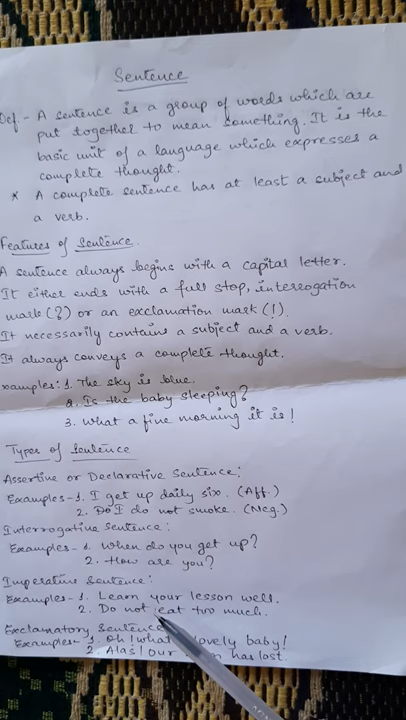 Sentence
Def - A sentence is a group of words which are
put together to mean something. It is the
basic unit of a language which expresses a
complete thought.
* A complete sentence has at least a subject and
a verb.
Features of Sentence.
A sentence always begins with a capital letter.
It either ends with a full stop, interrogation
mark (?) or an exclamation mark (!).
It necessarily contains a subject and a verb.
It always conveys a complete thought.
xamples: 1. The sky is blue.
2. Is the baby sleeping?
3. What a fine morning it is!
Types of Sentence
Assertive or Declarative Sentence:
Examples - 1. I get up daily six. (Aff.)
2. I do not smoke. (Neg.)
Interrogative Sentence:
Examples - 1. When do you get up?
2. How are you?
Imperative Sentence:
Examples - 1. Learn your lesson well.
2. Do not eat too much.
Exclamatory Sentence
Examples - 1. Oh! what lovely baby!
2. Alas! Our has lost.